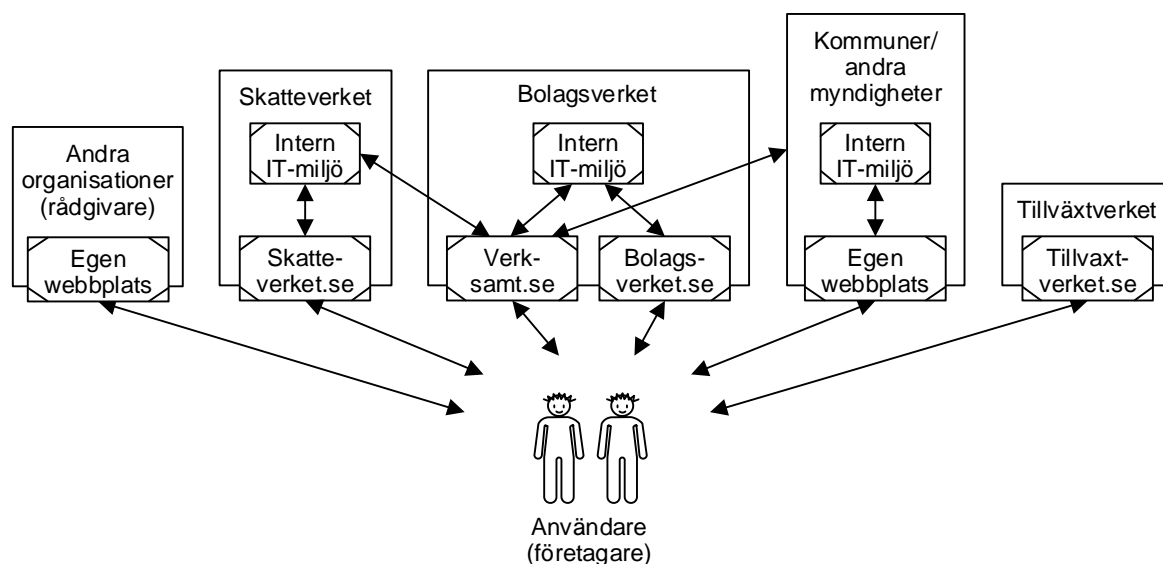 Andra
organisationer
(rådgivare)
Egen
webbplats
Skatteverket
Intern
IT-miljö
Skatte-
verket.se
Bolagsverket
Intern
IT-miljö
Verk-
samt.se
Bolags-
verket.se
Kommuner/
andra
myndigheter
Intern
IT-miljö
Egen
webbplats
Tillväxtverket
Tillvaxt-
verket.se
Användare
(företagare)